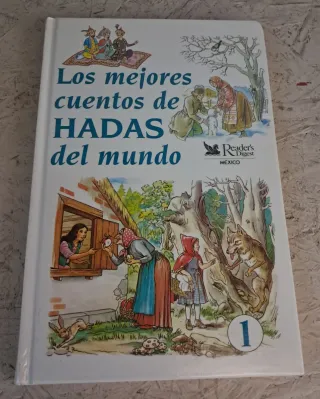 Los mejores
cuentos de
HADAS
del mundo
Reader's
Digest
MÉXICO
1